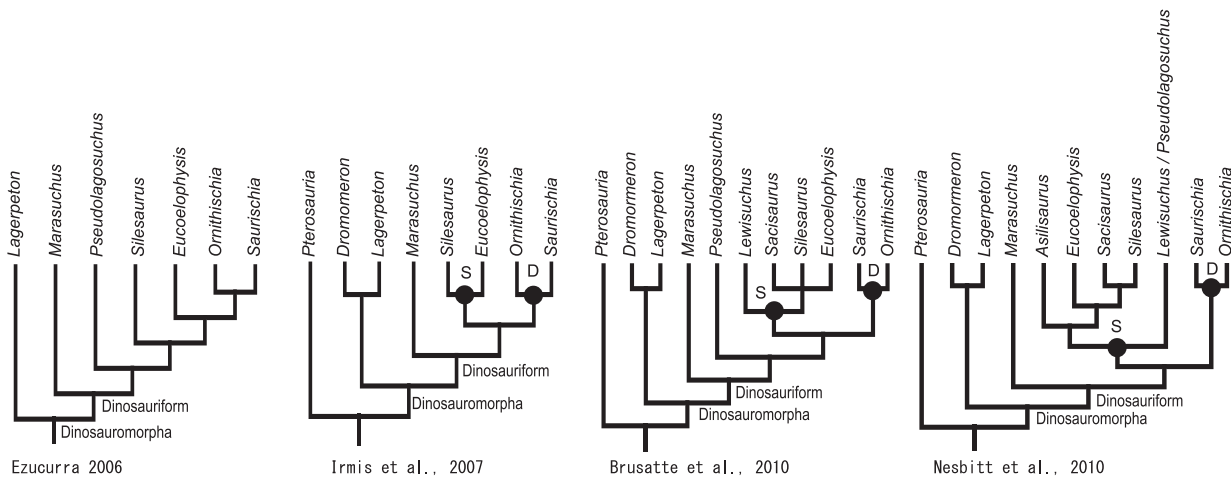 Lagerpeton
Marasuchus
Pseudolagosuchus
Silesaurus
Eucoelophysis
Ornithischia
Saurischia
Dinosauriform
Dinosauromorpha
Ezucurra 2006
Pterosauria
Dromomeron
Lagerpeton
Marasuchus
Silesaurus
Eucoelophysis
Ornithischia
Saurischia
S
D
Dinosauriform
Dinosauromorpha
Irmis et al., 2007
Pterosauria
Dromormeron
Lagerpeton
Marasuchus
Pseudolagosuchus
Lewisuchus
Sacisaurus
Silesaurus
Eucoelophysis
Saurischia
Ornithischia
S
D
Dinosauriform
Dinosauromorpha
Brusatte et al., 2010
Pterosauria
Dromormeron
Lagerpeton
Marasuchus
Asilisaurus
Eucoelophysis
Sacisaurus
Silesaurus
Lewisuchus / Pseudolagosuchus
Saurischia
Ornithischia
D
S
Dinosauriform
Dinosauromorpha
Nesbitt et al., 2010